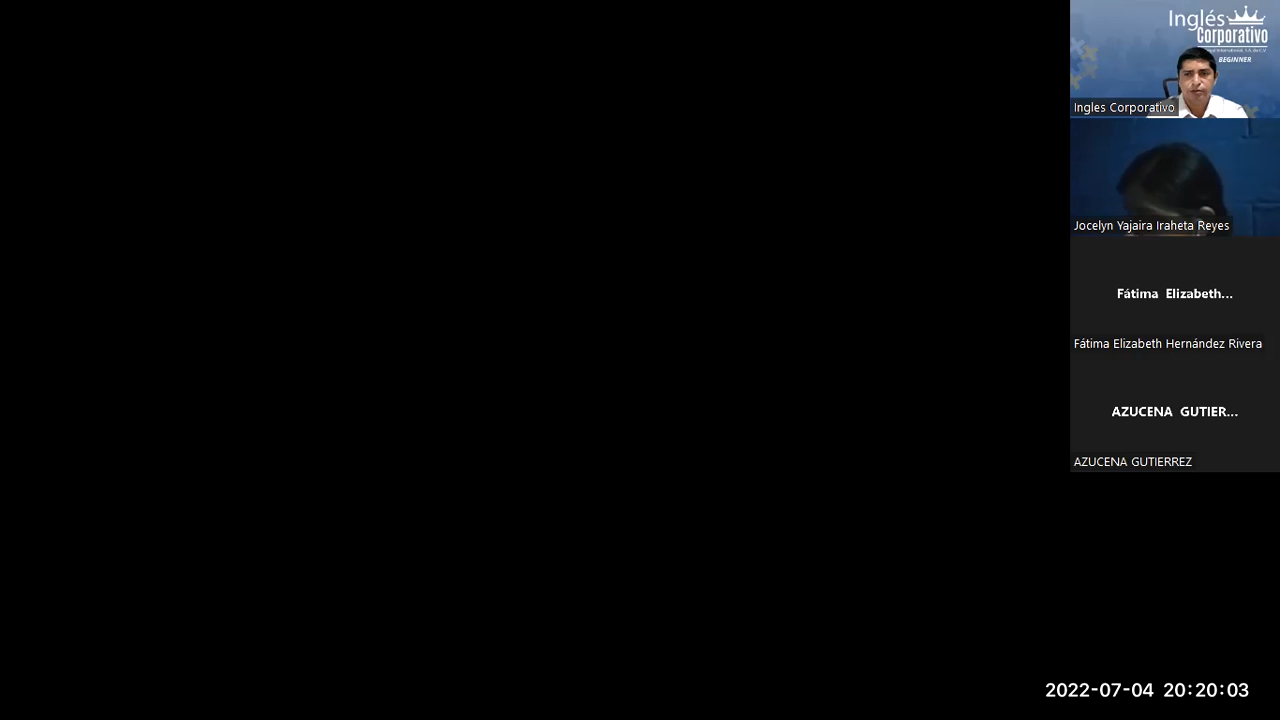 Inglés
Corporativo
BEGINNER
Ingles Corporativo
Jocelyn Yajaira Iraheta Reyes
Fátima Elizabeth...
Fátima Elizabeth Hernández Rivera
AZUCENA GUTIER...
AZUCENA GUTIERREZ
2022-07-04 20:20:03